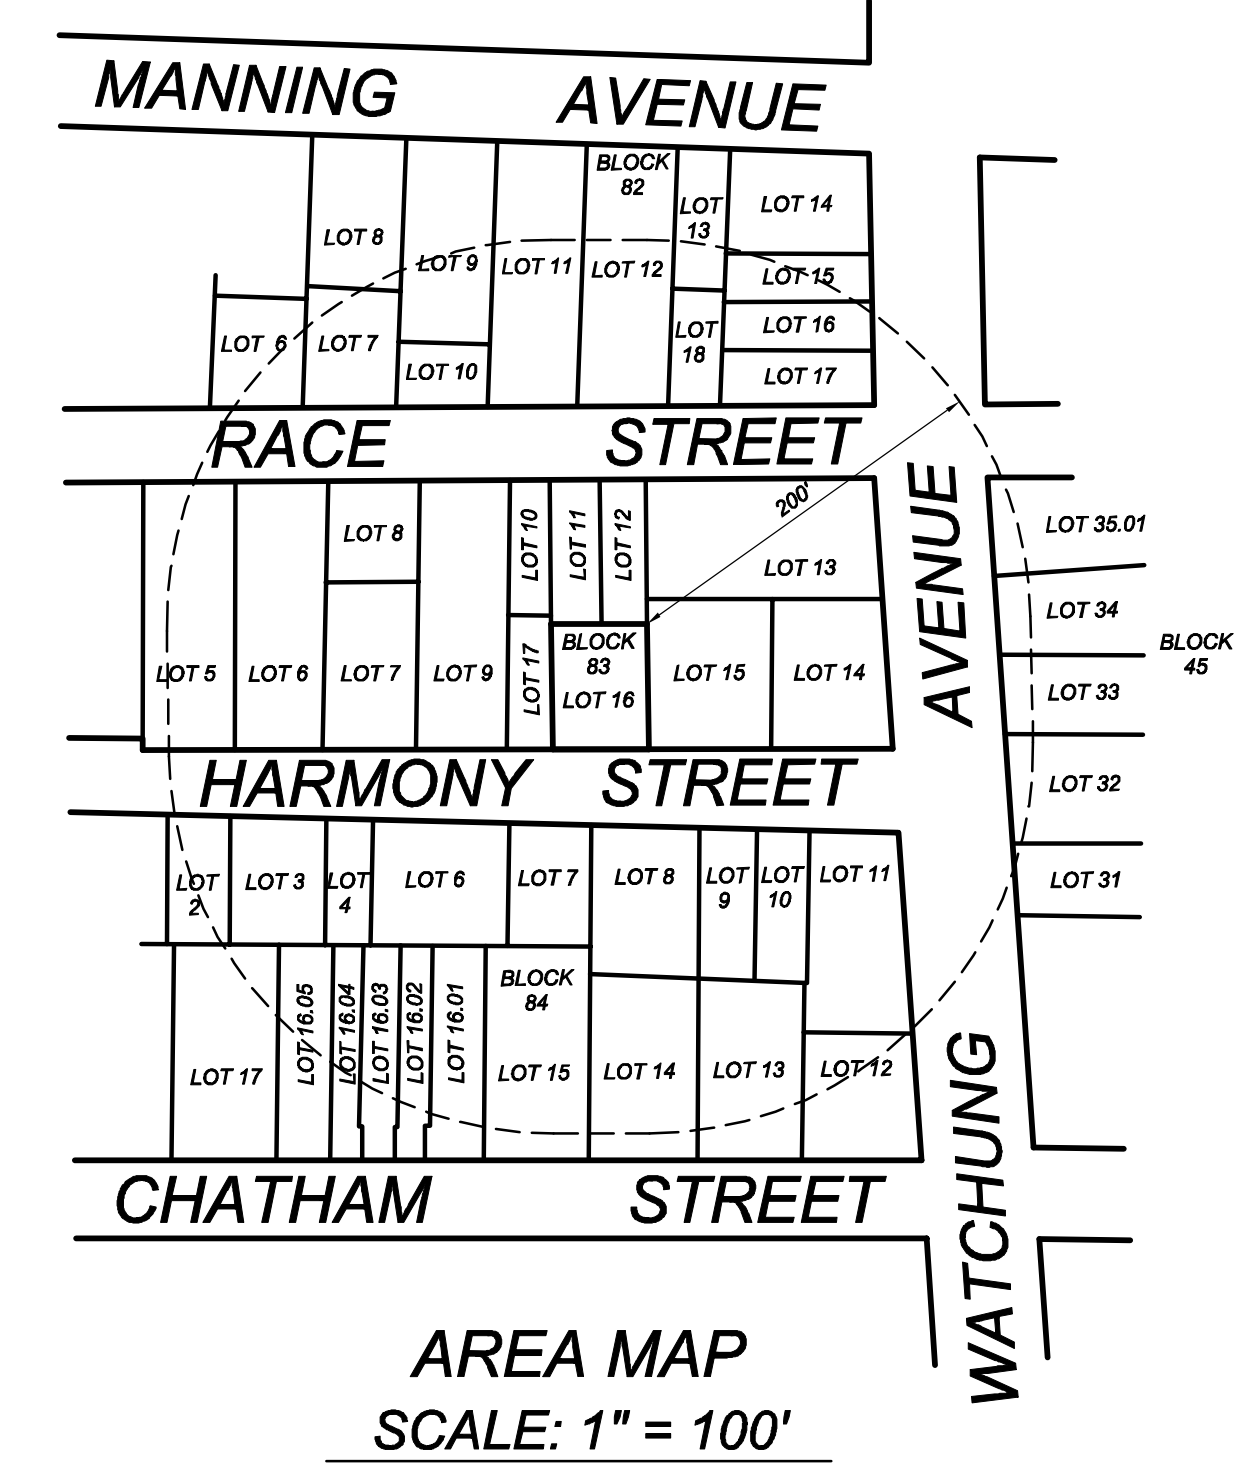 MANNING AVENUE
BLOCK
82
LOT 8
LOT 9
LOT 11
LOT 12
LOT
13
LOT 14
LOT 15
LOT 6
LOT 7
LOT 10
LOT
18
LOT 16
LOT 17
RACE STREET
200'
LOT 5
LOT 6
LOT 8
LOT 7
LOT 9
LOT 10
LOT 11
LOT 12
LOT 13
LOT 17
BLOCK
83
LOT 16
LOT 15
LOT 14
LOT 35.01
LOT 34
LOT 33
LOT 32
LOT 31
BLOCK
45
HARMONY STREET
LOT
2
LOT 3
LOT
4
LOT 6
LOT 7
LOT 8
LOT
9
LOT
10
LOT 11
LOT 17
LOT 16.05
LOT 16.04
LOT 16.03
LOT 16.02
LOT 16.01
BLOCK
84
LOT 15
LOT 14
LOT 13
LOT 12
WATCHUNG AVENUE
CHATHAM STREET
AREA MAP
SCALE: 1" = 100'